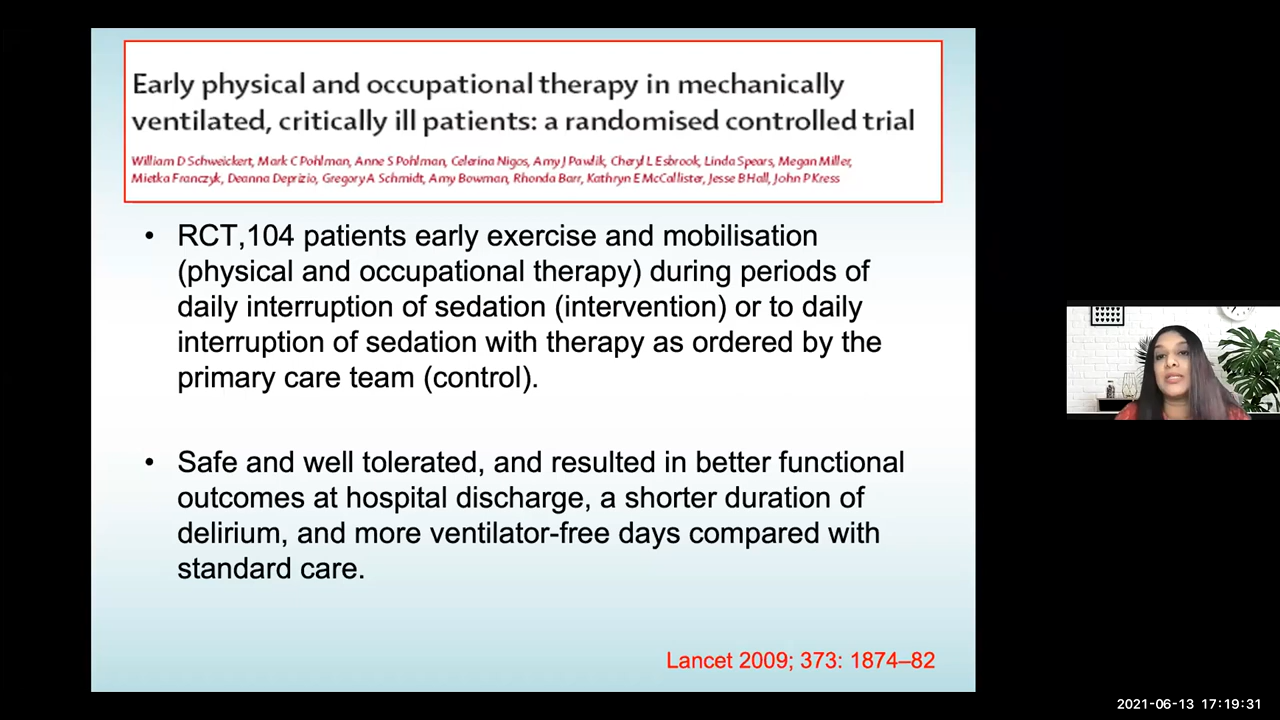 Early physical and occupational therapy in mechanically
ventilated, critically ill patients: a randomised controlled trial
William D Schweickert, Mark C Pohlman, Anne S Pohlman, Celerina Nigos, Amy J Pawlik, Cheryl L Esbrook, Linda Spears, Megan Miller,
Mietka Franczyk, Deanna Deprizio, Gregory A Schmidt, Amy Bowman, Rhonda Barr, Kathryn E McCallister, Jesse B Hall, John P Kress
• RCT,104 patients early exercise and mobilisation
(physical and occupational therapy) during periods of
daily interruption of sedation (intervention) or to daily
interruption of sedation with therapy as ordered by the
primary care team (control).
• Safe and well tolerated, and resulted in better functional
outcomes at hospital discharge, a shorter duration of
delirium, and more ventilator-free days compared with
standard care.
Lancet 2009; 373: 1874–82
2021-06-13 17:19:31